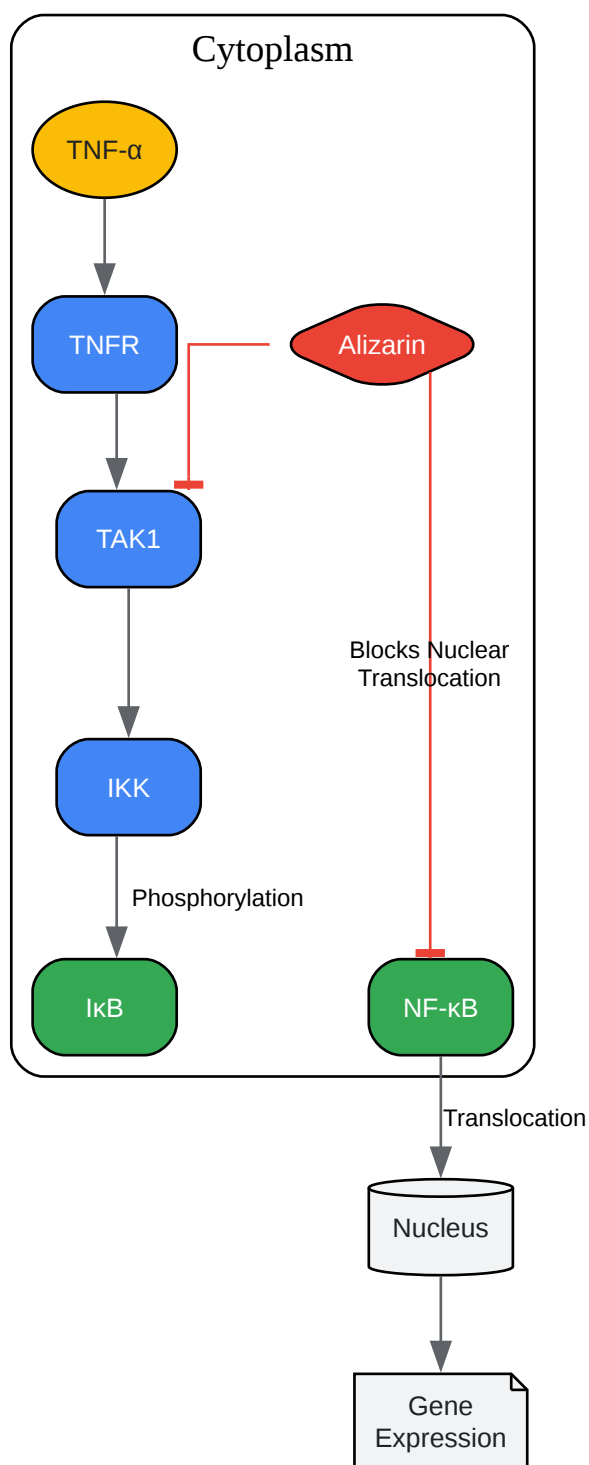 Cytoplasm
TNF-α
TNFR
Alizarin
TAK1
Blocks Nuclear
Translocation
IKK
Phosphorylation
IκB
NF-κB
Translocation
Nucleus
Gene
Expression